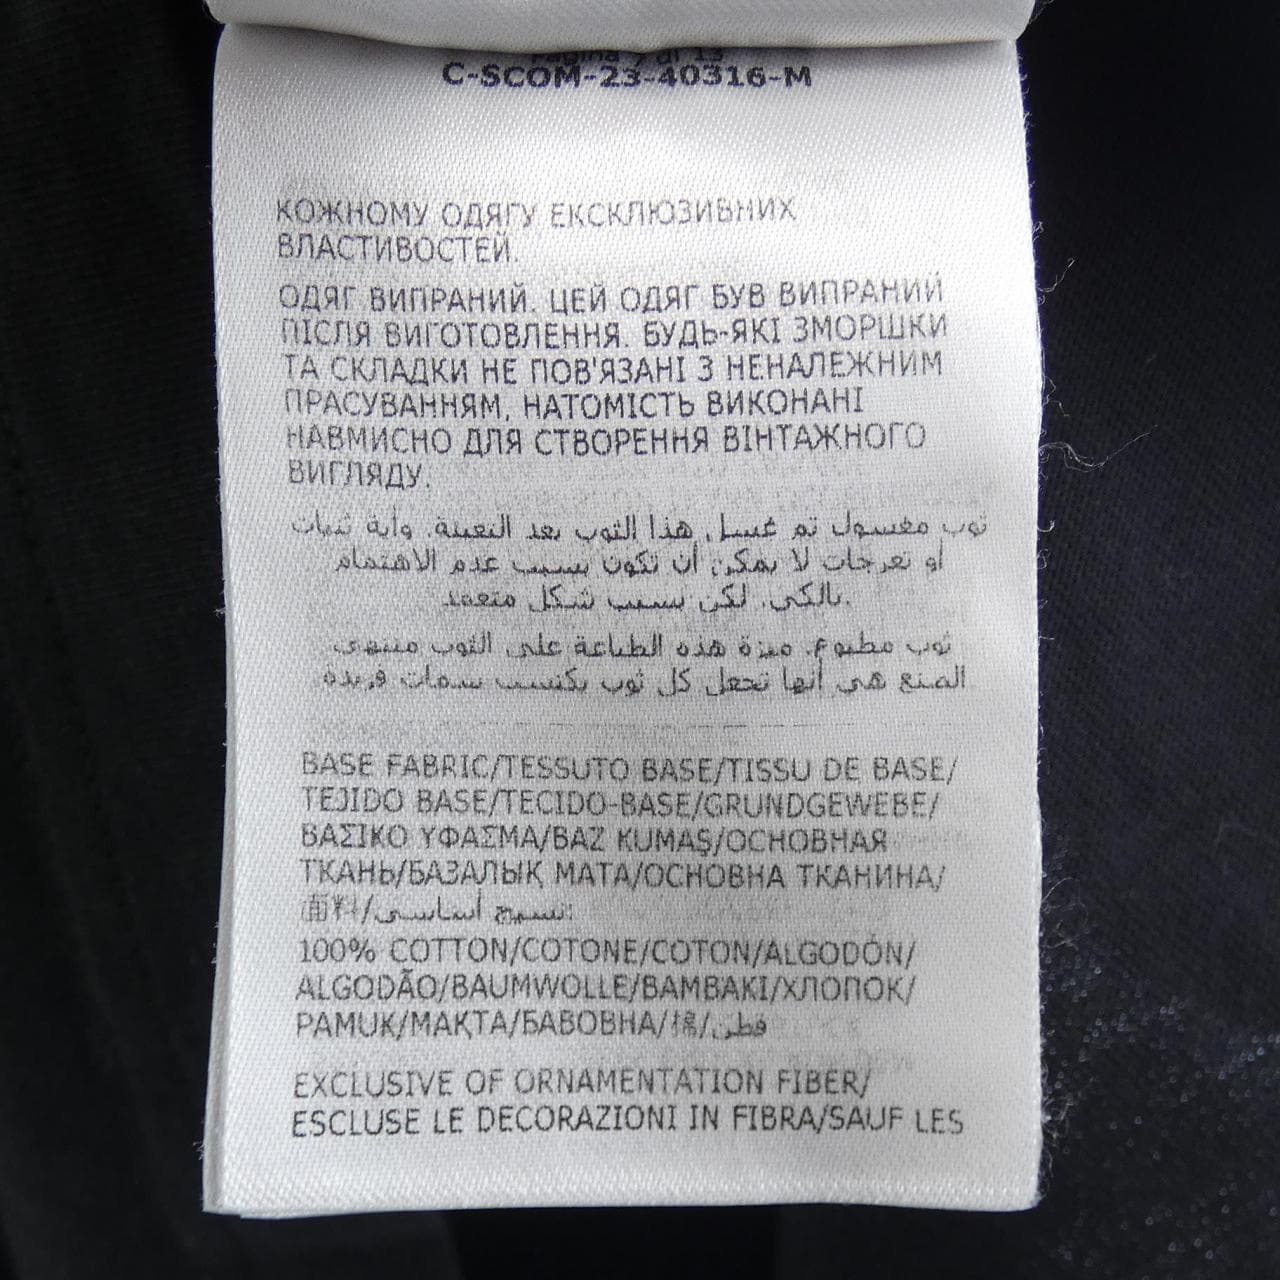 Pagina 7 di 13
C-SCOM-23-40316-M
КОЖНОМУ ОДЯГУ ЕКСКЛЮЗИВНИХ
ВЛАСТИВОСТЕЙ.
ОДЯГ ВИПРАНИЙ. ЦЕЙ ОДЯГ БУВ ВИПРАНИЙ
ПІСЛЯ ВИГОТОВЛЕННЯ. БУДЬ-ЯКІ ЗМОРШКИ
ТА СКЛАДКИ НЕ ПОВ'ЯЗАНІ З НЕНАЛЕЖНИМ
ПРАСУВАННЯМ, НАТОМІСТЬ ВИКОНАНІ
НАВМИСНО ДЛЯ СТВОРЕННЯ ВІНТАЖНОГО
ВИГЛЯДУ.
ثوب مغسول تم غسل هذا الثوب بعد التعبئة. وأية ثنيات
أو تعرجات لا يمكن أن تكون بسبب عدم الاهتمام
بالكي. لكن بسبب شكل متعمد.
ثوب مطبوع. ميزة هذه الطباعة على الثوب منتهى
الصنع هي أنها تجعل كل ثوب يكتسب سمات فريدة.
BASE FABRIC/TESSUTO BASE/TISSU DE BASE/
TEJIDO BASE/TECIDO-BASE/GRUNDGEWEBE/
ΒΑΣΙΚΟ ΥΦΑΣΜΑ/BAZ KUMAŞ/ОСНОВНАЯ
ТКАНЬ/БАЗАЛЫҚ МАТА/ОСНОВНА ТКАНИНА/
面料/نسيج أساسي:
100% COTTON/COTONE/COTON/ALGODÓN/
ALGODÃO/BAUMWOLLE/ΒΑΜΒΑΚΙ/ХЛОПОК/
PAMUK/МАҚТА/БАВОВНА/棉/قطن
EXCLUSIVE OF ORNAMENTATION FIBER/
ESCLUSE LE DECORAZIONI IN FIBRA/SAUF LES